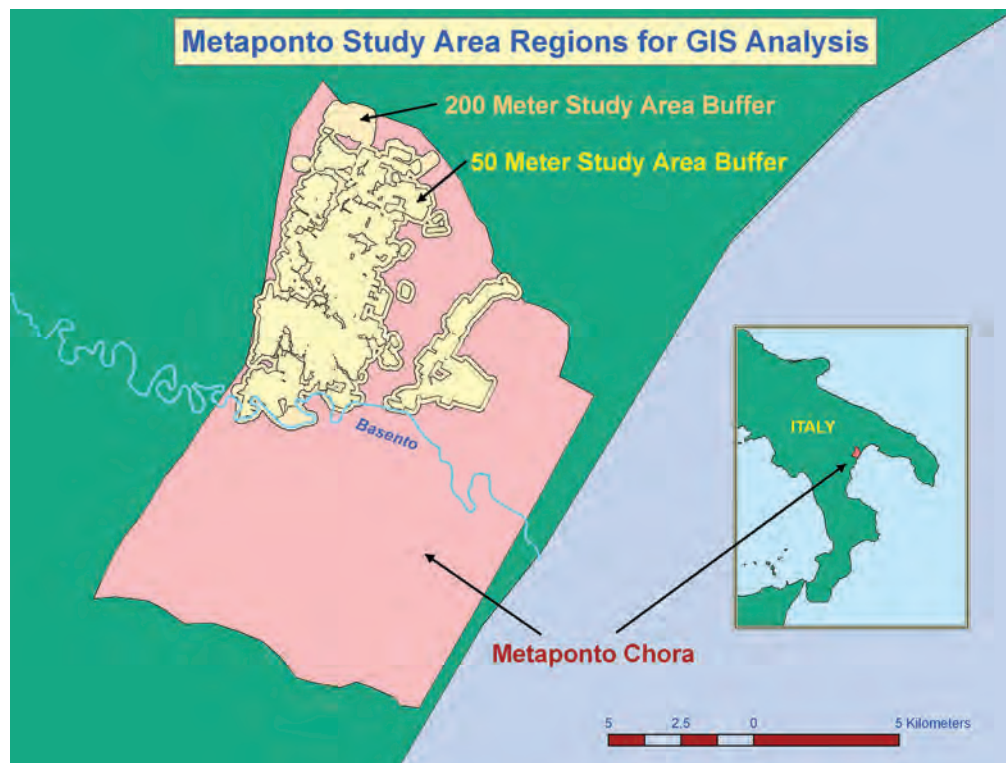 Metaponto Study Area Regions for GIS Analysis
200 Meter Study Area Buffer
50 Meter Study Area Buffer
Basento
ITALY
Metaponto Chora
5 2.5 0 5 Kilometers